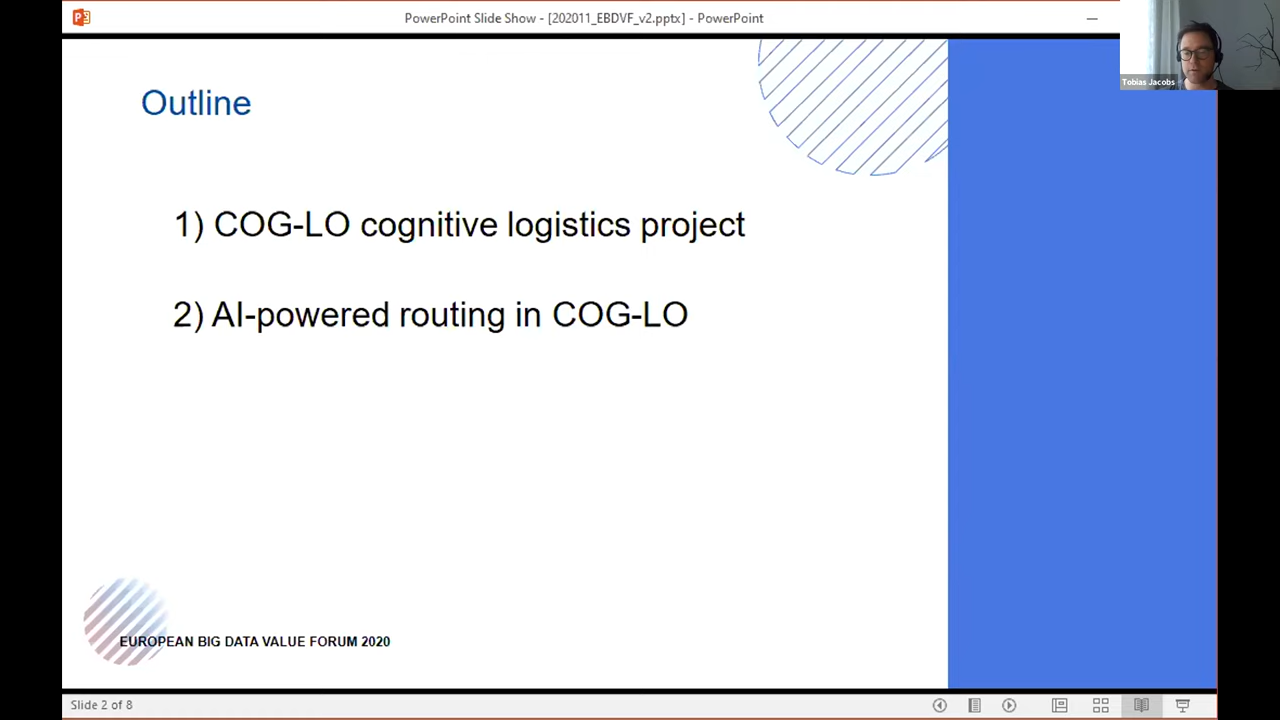 PowerPoint Slide Show - [202011_EBDVF_v2.pptx] - PowerPoint
Tobias Jacobs
Outline
1) COG-LO cognitive logistics project
2) AI-powered routing in COG-LO
EUROPEAN BIG DATA VALUE FORUM 2020
Slide 2 of 8